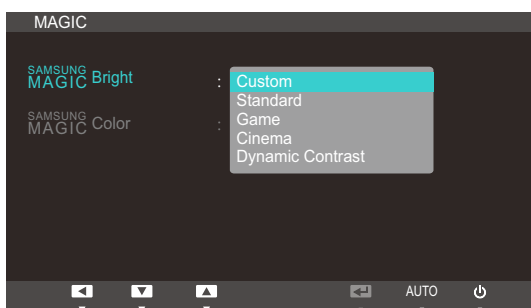 MAGIC
SAMSUNG
MAGIC Bright : Custom
Standard
Game
Cinema
Dynamic Contrast
SAMSUNG
MAGIC Color :
AUTO